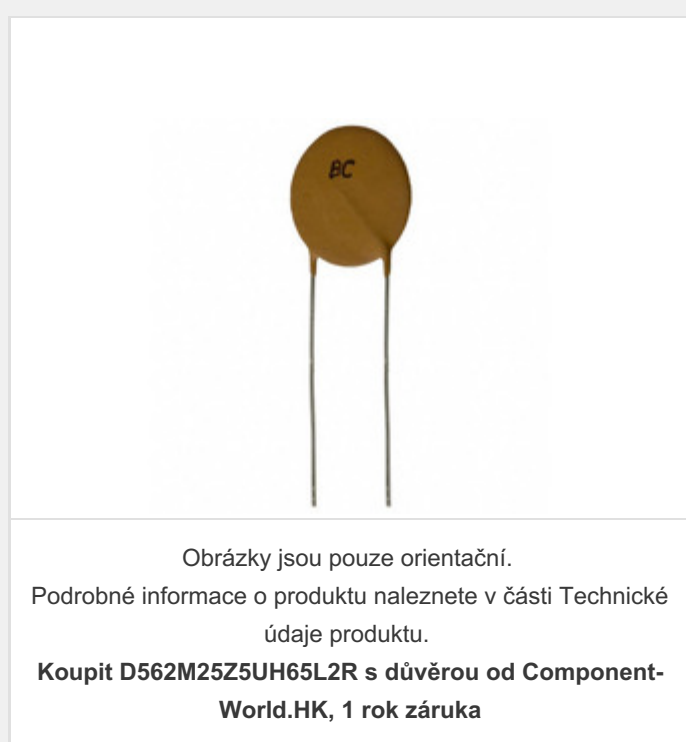 BC
Obrázky jsou pouze orientační.
Podrobné informace o produktu naleznete v části Technické
údaje produktu.
Koupit D562M25Z5UH65L2R s důvěrou od Component-
World.HK, 1 rok záruka